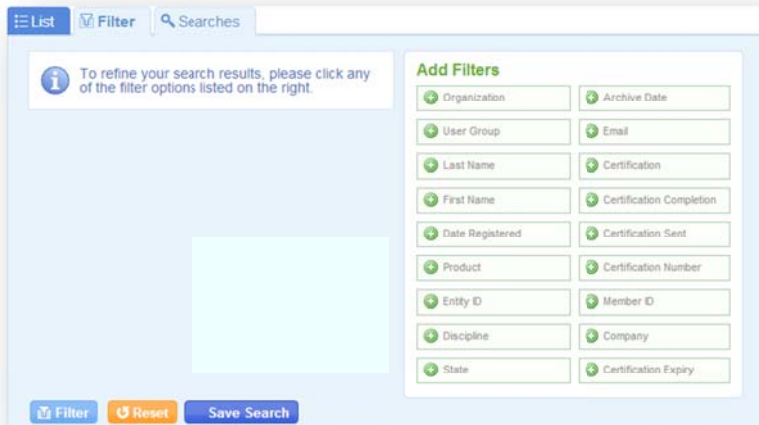 List
Filter
Searches
To refine your search results, please click any
of the filter options listed on the right.
Add Filters
Organization
Archive Date
User Group
Email
Last Name
Certification
First Name
Certification Completion
Date Registered
Certification Sent
Product
Certification Number
Entity ID
Member ID
Discipline
Company
State
Certification Expiry
Filter
Reset
Save Search